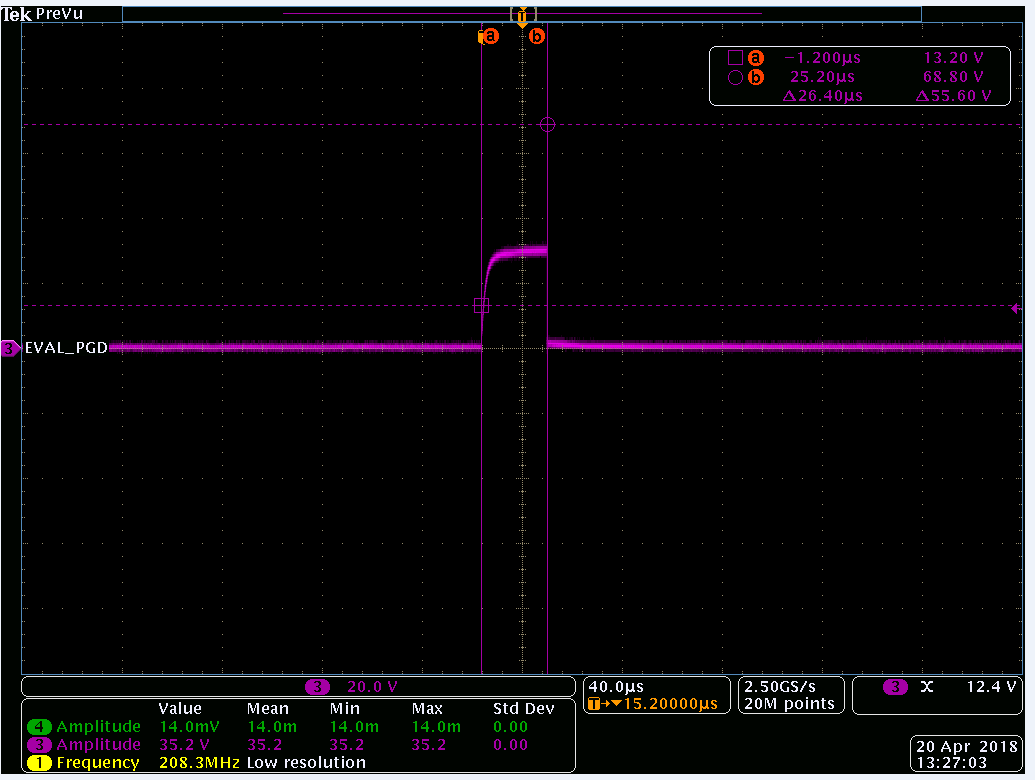 Tek PreVu
T
a b
a −1.200µs 13.20 V
b 25.20µs 68.80 V
Δ26.40µs Δ55.60 V
3 EVAL_PGD
3 20.0 V
40.0µs
T→▼15.20000µs
2.50GS/s
20M points
3 X 12.4 V
Value Mean Min Max Std Dev
4 Amplitude 14.0mV 14.0m 14.0m 14.0m 0.00
3 Amplitude 35.2 V 35.2 35.2 35.2 0.00
1 Frequency 208.3MHz Low resolution
20 Apr 2018
13:27:03